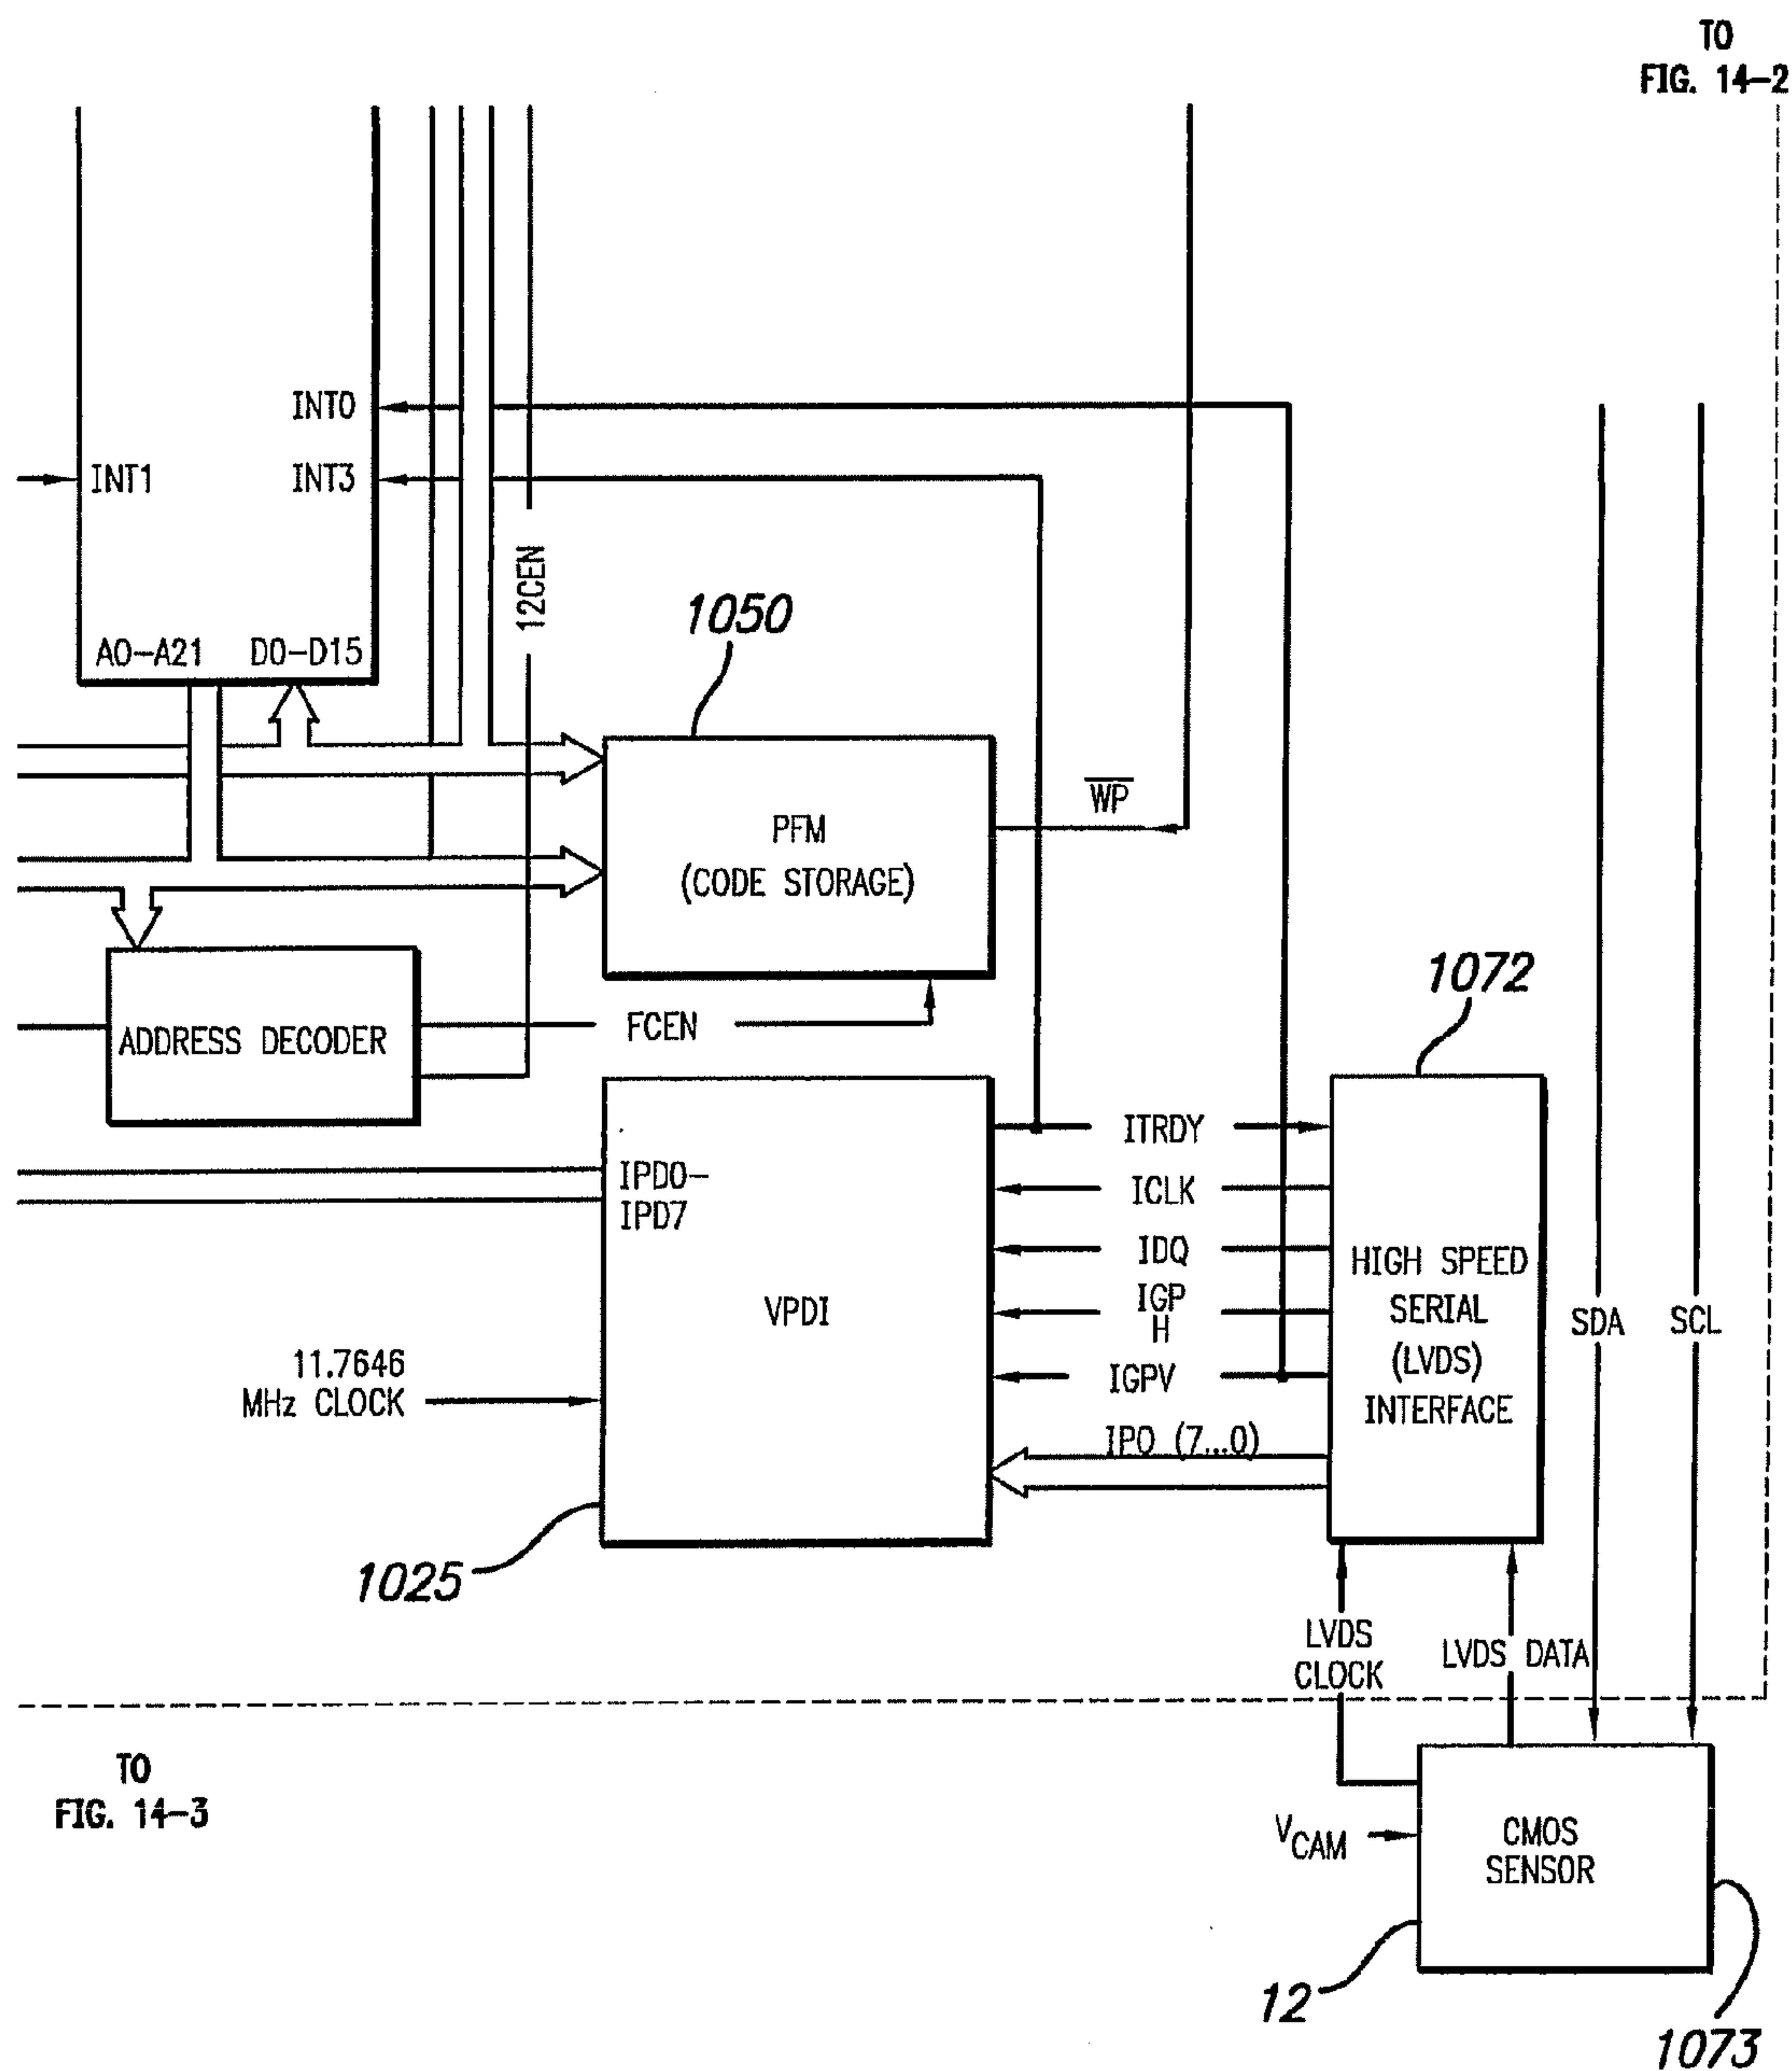 TO
FIG. 14-2
INT0
INT1
INT3
12CEN
1050
A0-A21
D0-D15
WP
PFM
(CODE STORAGE)
1072
FCEN
ADDRESS DECODER
ITRDY
IPD0-
IPD7
ICLK
IDQ
HIGH SPEED
SERIAL
(LVDS)
INTERFACE
VPDI
IGP
H
SDA
SCL
11.7646
MHz CLOCK
IGPV
IPO (7...0)
1025
LVDS
CLOCK
LVDS DATA
TO
FIG. 14-3
VCAM
CMOS
SENSOR
12
1073